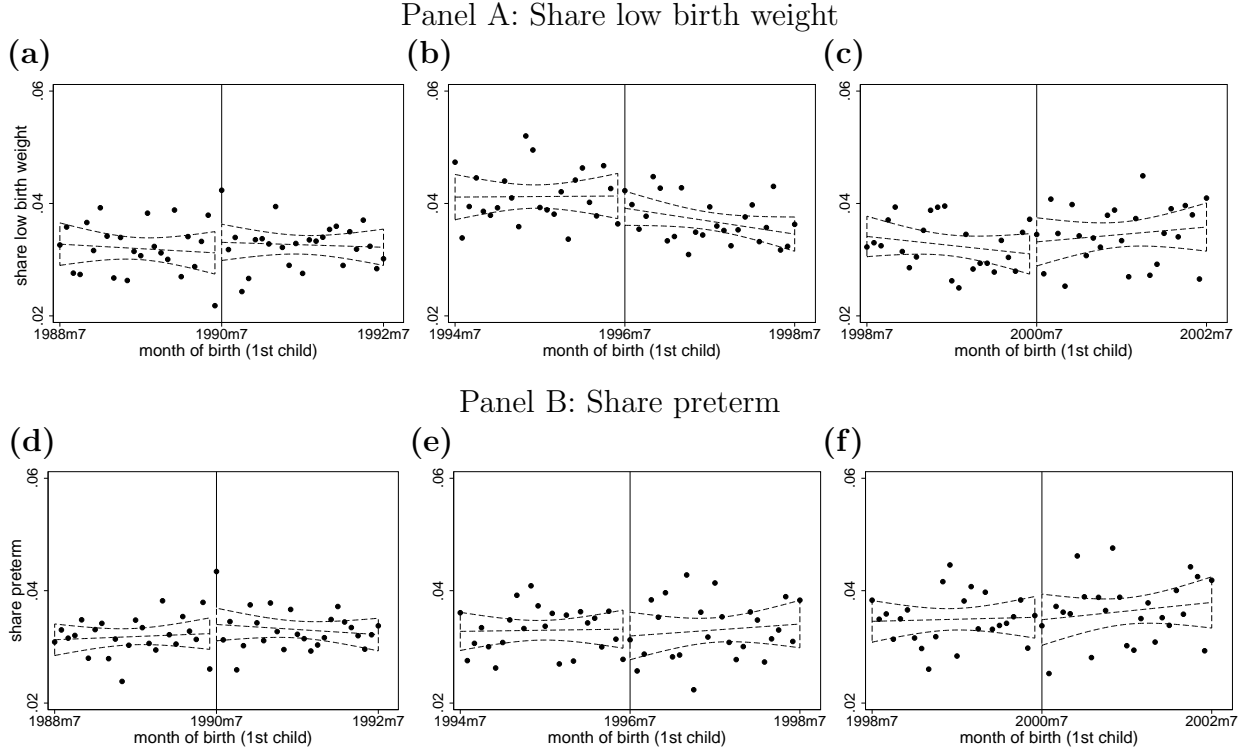 Panel A: Share low birth weight
(a)
(b)
(c)
share low birth weight
.06
.04
.02
1988m7
1990m7
1992m7
month of birth (1st child)
.06
.04
.02
1994m7
1996m7
1998m7
month of birth (1st child)
.06
.04
.02
1998m7
2000m7
2002m7
month of birth (1st child)
Panel B: Share preterm
(d)
(e)
(f)
share preterm
.06
.04
.02
1988m7
1990m7
1992m7
month of birth (1st child)
.06
.04
.02
1994m7
1996m7
1998m7
month of birth (1st child)
.06
.04
.02
1998m7
2000m7
2002m7
month of birth (1st child)